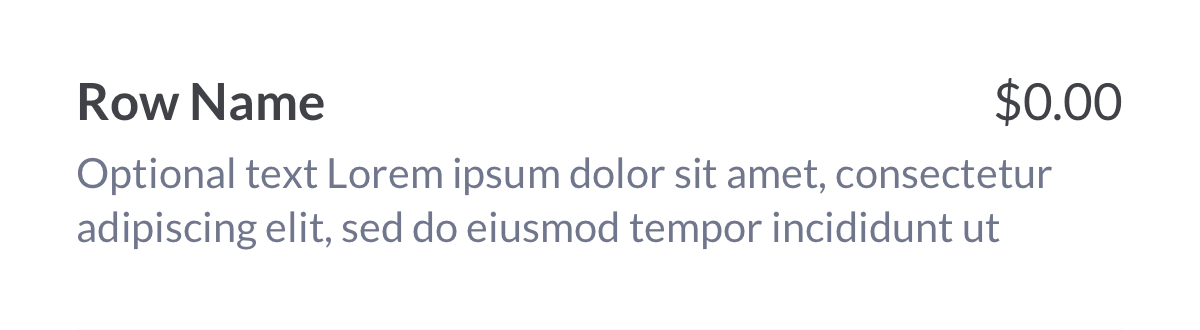 Row Name $0.00
Optional text Lorem ipsum dolor sit amet, consectetur
adipiscing elit, sed do eiusmod tempor incididunt ut